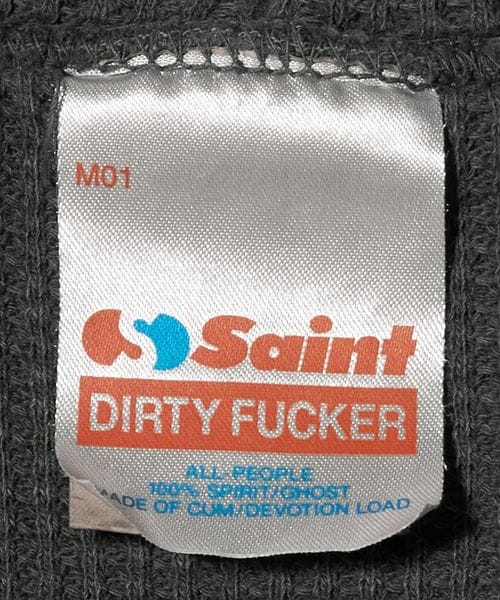 M01
Saint
DIRTY FUCKER
ALL PEOPLE
100% SPIRIT/GHOST
MADE OF CUM/DEVOTION LOAD